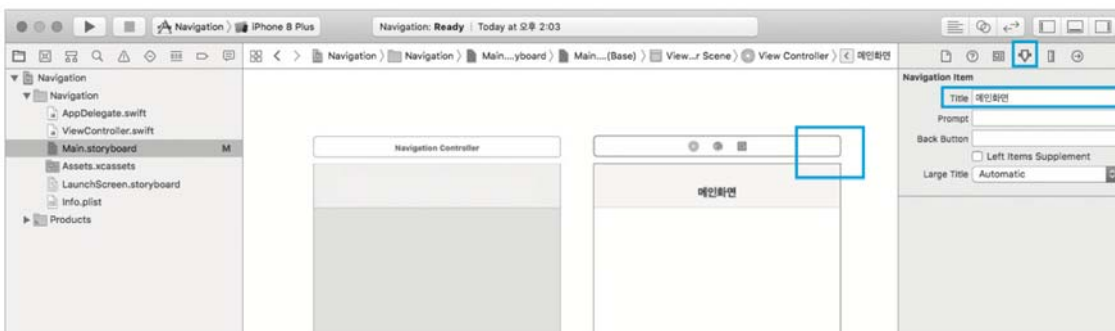 Navigation 〉 iPhone 8 Plus
Navigation: Ready | Today at 오후 2:03
Navigation 〉 Navigation 〉 Main....yboard 〉 Main....(Base) 〉 View...r Scene 〉 View Controller 〉 < 메인화면
Navigation
Navigation
AppDelegate.swift
ViewController.swift
Main.storyboard M
Assets.xcassets
LaunchScreen.storyboard
Info.plist
Products
Navigation Controller
메인화면
Navigation Item
Title 메인화면
Prompt
Back Button
Left Items Supplement
Large Title Automatic